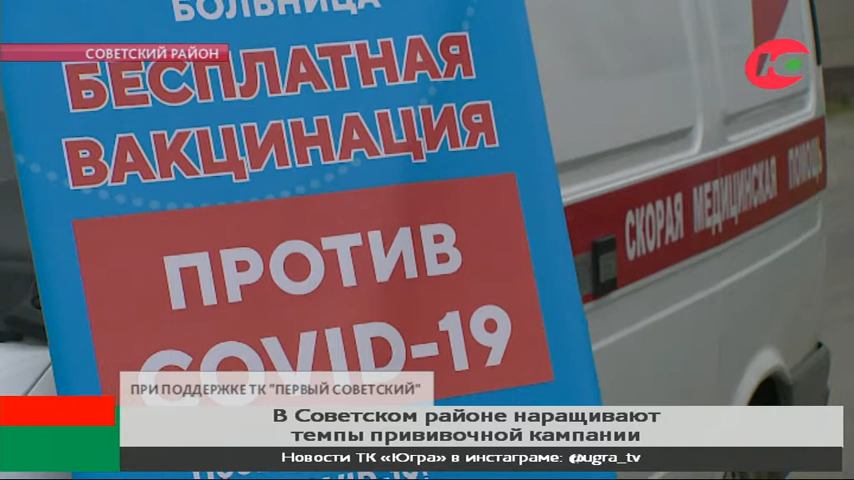 БОЛЬНИЦА
СОВЕТСКИЙ РАЙОН
БЕСПЛАТНАЯ
ВАКЦИНАЦИЯ
ПРОТИВ
COVID-19
СКОРАЯ МЕДИЦИНСКАЯ ПОМОЩЬ
Ю
ПРИ ПОДДЕРЖКЕ ТК "ПЕРВЫЙ СОВЕТСКИЙ"
В Советском районе наращивают
темпы прививочной кампании
Новости ТК «Югра» в инстаграме: @ugra_tv